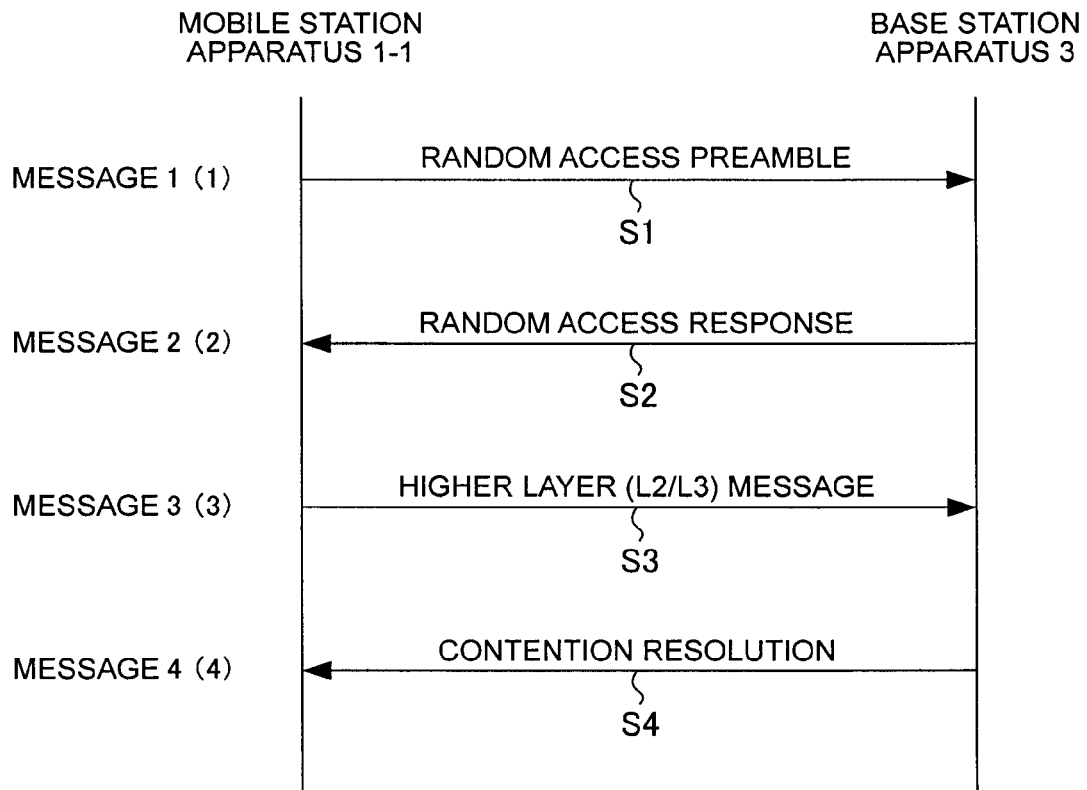 MOBILE STATION
APPARATUS 1-1
BASE STATION
APPARATUS 3
MESSAGE 1 (1)
RANDOM ACCESS PREAMBLE
S1
MESSAGE 2 (2)
RANDOM ACCESS RESPONSE
S2
MESSAGE 3 (3)
HIGHER LAYER (L2/L3) MESSAGE
S3
MESSAGE 4 (4)
CONTENTION RESOLUTION
S4